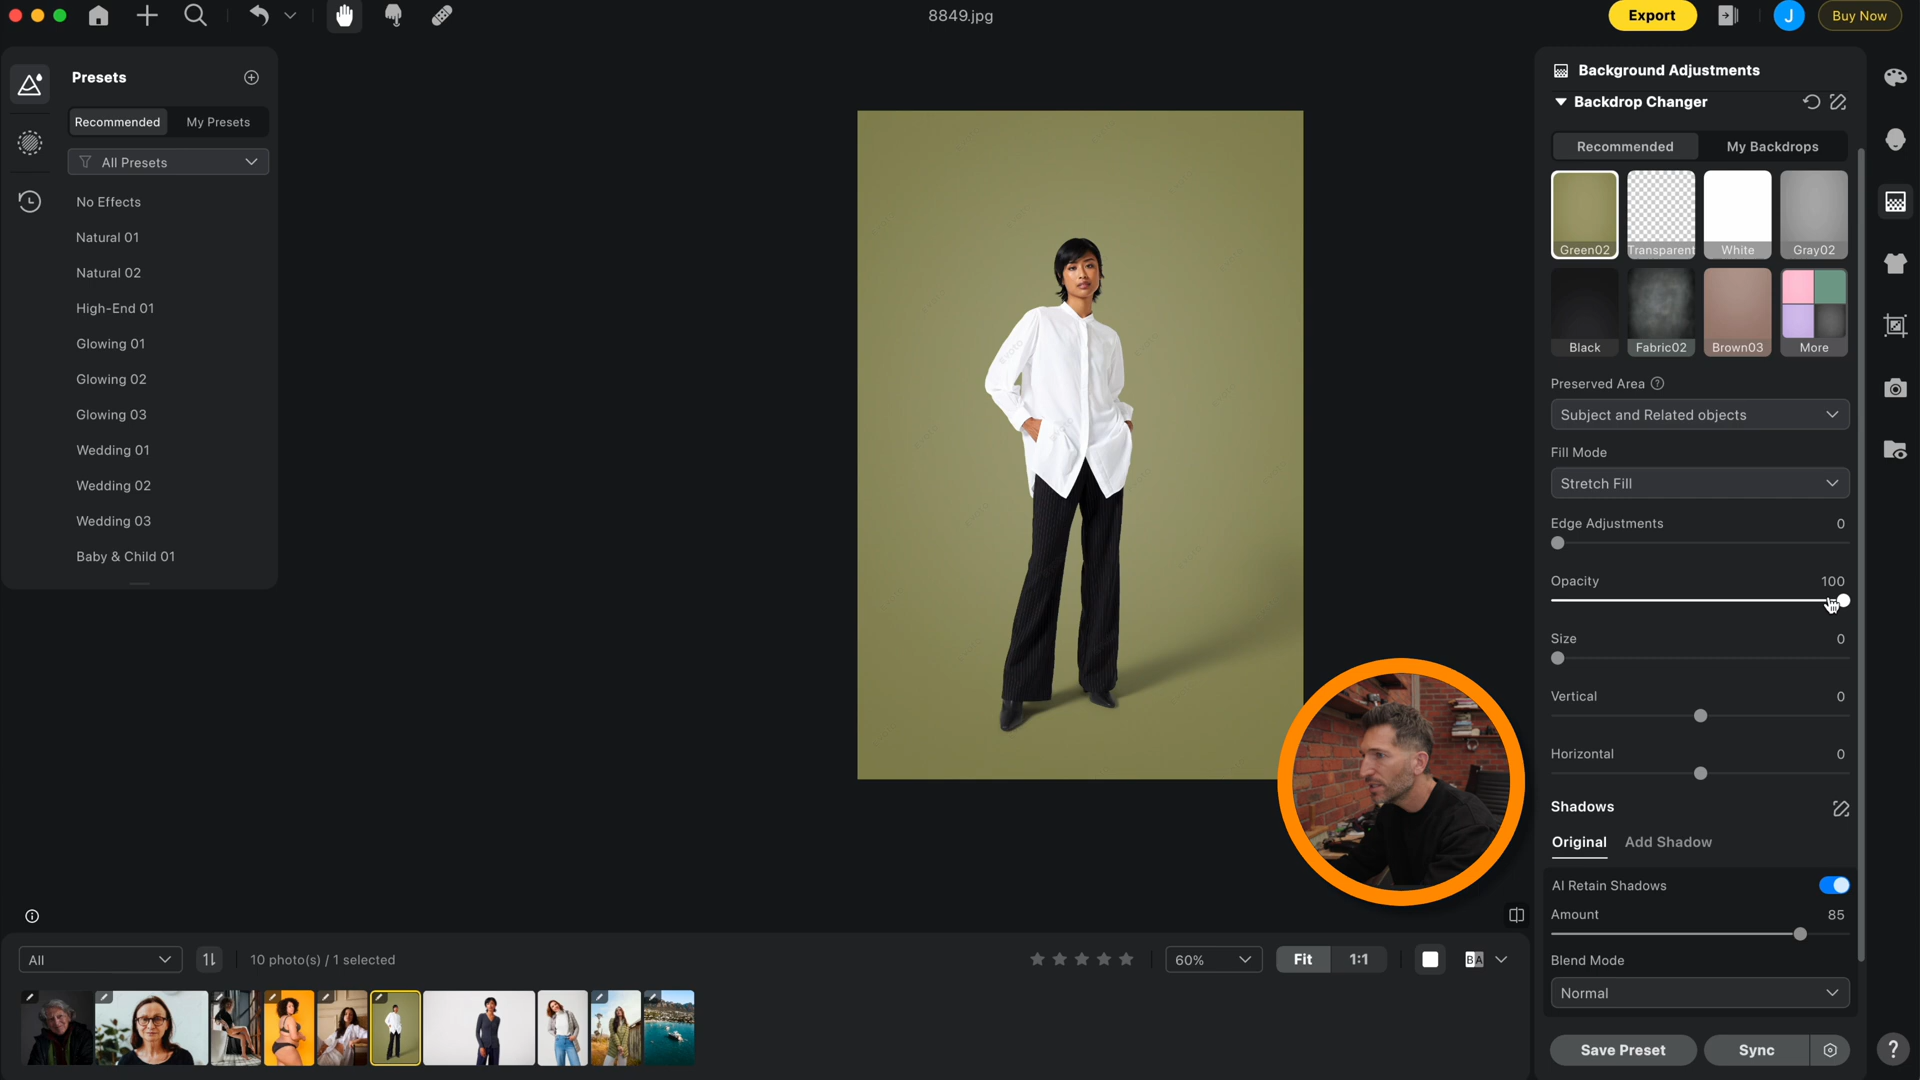 8849.jpg
Export
J
Buy Now
Presets
Recommended
My Presets
All Presets
No Effects
Natural 01
Natural 02
High-End 01
Glowing 01
Glowing 02
Glowing 03
Wedding 01
Wedding 02
Wedding 03
Baby & Child 01
evoto
Background Adjustments
Backdrop Changer
Recommended
My Backdrops
Green02
Transparent
White
Gray02
Black
Fabric02
Brown03
More
Preserved Area ?
Subject and Related objects
Fill Mode
Stretch Fill
Edge Adjustments 0
Opacity 100
Size 0
Vertical 0
Horizontal 0
Shadows
Original Add Shadow
AI Retain Shadows
Amount 85
Blend Mode
Normal
Save Preset
Sync
?
All
10 photo(s) / 1 selected
60%
Fit
1:1
BA